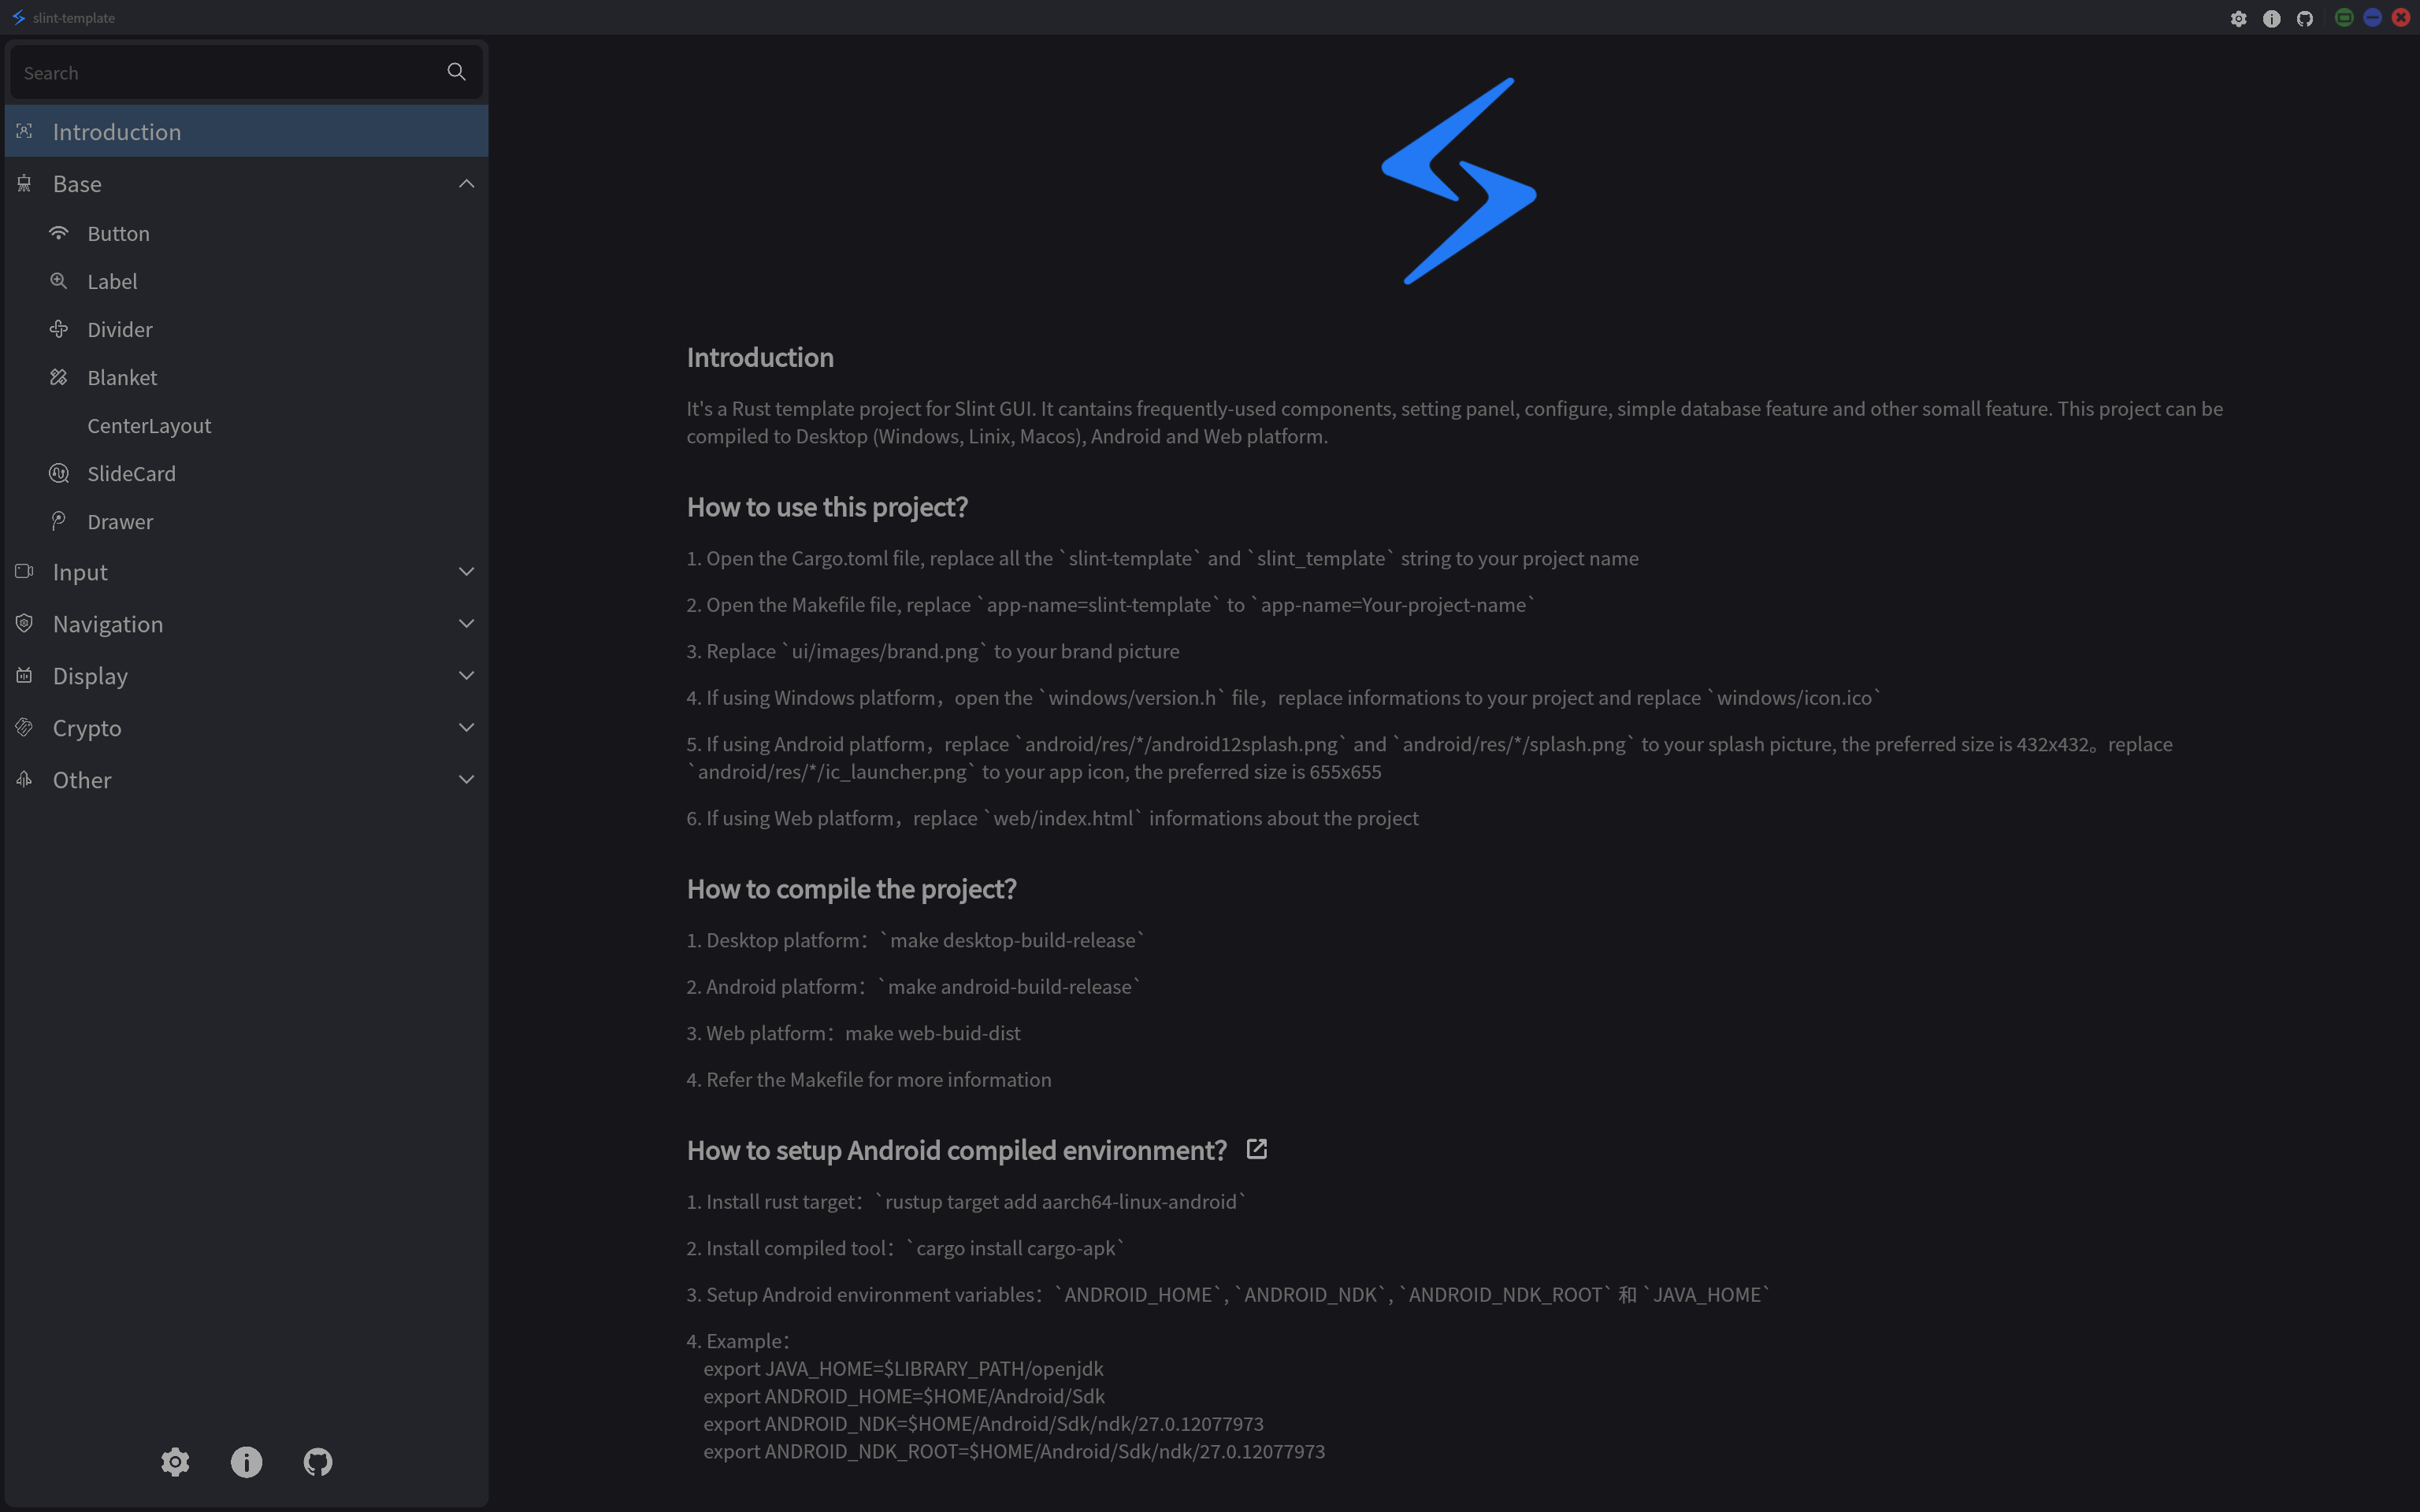 slint-template
Search
Introduction
Base
Button
Label
Divider
Blanket
CenterLayout
SlideCard
Drawer
Input
Navigation
Display
Crypto
Other
Introduction
It's a Rust template project for Slint GUI. It cantains frequently-used components, setting panel, configure, simple database feature and other somall feature. This project can be
compiled to Desktop (Windows, Linix, Macos), Android and Web platform.
How to use this project?
1. Open the Cargo.toml file, replace all the `slint-template` and `slint_template` string to your project name
2. Open the Makefile file, replace `app-name=slint-template` to `app-name=Your-project-name`
3. Replace `ui/images/brand.png` to your brand picture
4. If using Windows platform，open the `windows/version.h` file，replace informations to your project and replace `windows/icon.ico`
5. If using Android platform，replace `android/res/*/android12splash.png` and `android/res/*/splash.png` to your splash picture, the preferred size is 432x432。replace
`android/res/*/ic_launcher.png` to your app icon, the preferred size is 655x655
6. If using Web platform，replace `web/index.html` informations about the project
How to compile the project?
1. Desktop platform：`make desktop-build-release`
2. Android platform：`make android-build-release`
3. Web platform：make web-buid-dist
4. Refer the Makefile for more information
How to setup Android compiled environment?
1. Install rust target：`rustup target add aarch64-linux-android`
2. Install compiled tool：`cargo install cargo-apk`
3. Setup Android environment variables：`ANDROID_HOME`, `ANDROID_NDK`, `ANDROID_NDK_ROOT` 和 `JAVA_HOME`
4. Example：
export JAVA_HOME=$LIBRARY_PATH/openjdk
export ANDROID_HOME=$HOME/Android/Sdk
export ANDROID_NDK=$HOME/Android/Sdk/ndk/27.0.12077973
export ANDROID_NDK_ROOT=$HOME/Android/Sdk/ndk/27.0.12077973